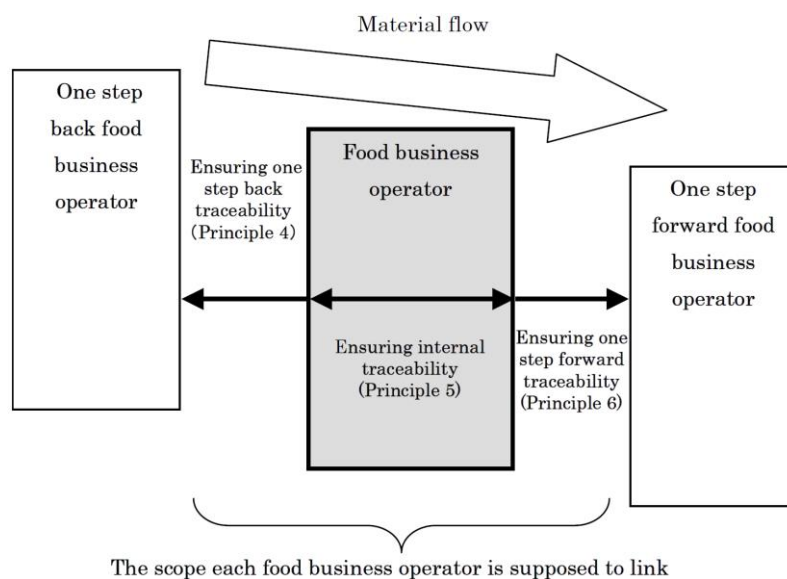 Material flow
One step
back food
business
operator
Ensuring one
step back
traceability
(Principle 4)
Food business
operator
Ensuring internal
traceability
(Principle 5)
Ensuring one
step forward
traceability
(Principle 6)
One step
forward food
business
operator
The scope each food business operator is supposed to link